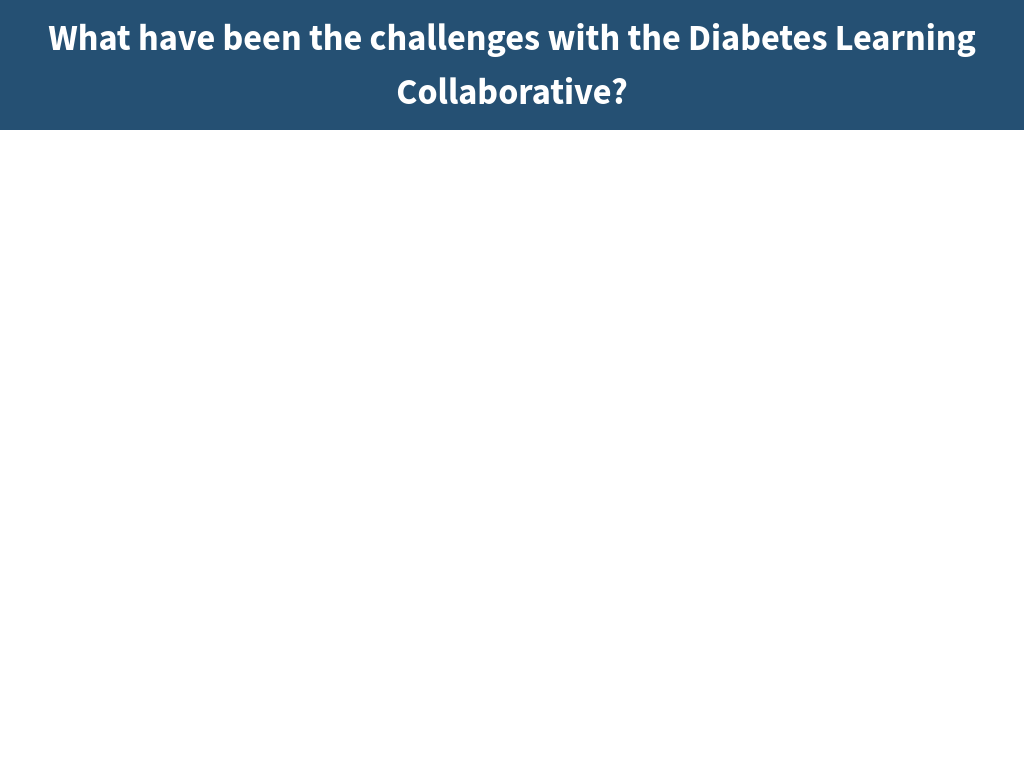 What have been the challenges with the Diabetes Learning
Collaborative?